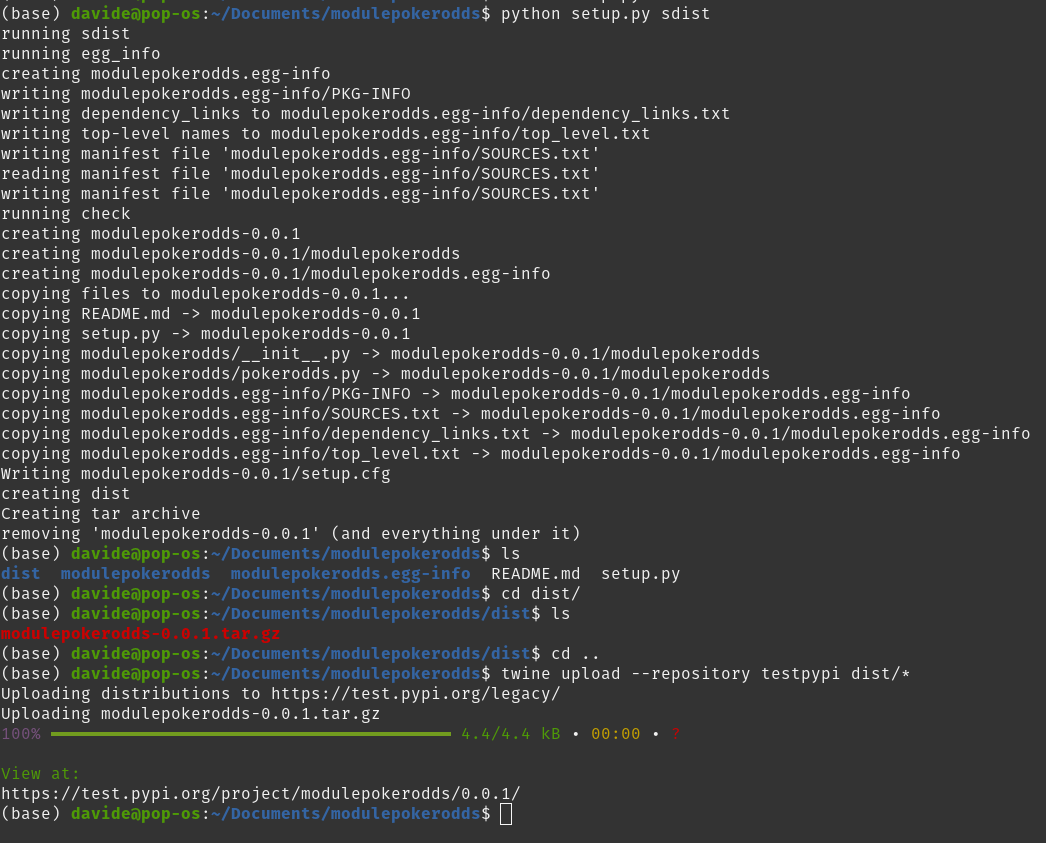 (base) davide@pop-os:~/Documents/modulepokerodds$ python setup.py sdist
running sdist
running egg_info
creating modulepokerodds.egg-info
writing modulepokerodds.egg-info/PKG-INFO
writing dependency_links to modulepokerodds.egg-info/dependency_links.txt
writing top-level names to modulepokerodds.egg-info/top_level.txt
writing manifest file 'modulepokerodds.egg-info/SOURCES.txt'
reading manifest file 'modulepokerodds.egg-info/SOURCES.txt'
writing manifest file 'modulepokerodds.egg-info/SOURCES.txt'
running check
creating modulepokerodds-0.0.1
creating modulepokerodds-0.0.1/modulepokerodds
creating modulepokerodds-0.0.1/modulepokerodds.egg-info
copying files to modulepokerodds-0.0.1...
copying README.md -> modulepokerodds-0.0.1
copying setup.py -> modulepokerodds-0.0.1
copying modulepokerodds/__init__.py -> modulepokerodds-0.0.1/modulepokerodds
copying modulepokerodds/pokerodds.py -> modulepokerodds-0.0.1/modulepokerodds
copying modulepokerodds.egg-info/PKG-INFO -> modulepokerodds-0.0.1/modulepokerodds.egg-info
copying modulepokerodds.egg-info/SOURCES.txt -> modulepokerodds-0.0.1/modulepokerodds.egg-info
copying modulepokerodds.egg-info/dependency_links.txt -> modulepokerodds-0.0.1/modulepokerodds.egg-info
copying modulepokerodds.egg-info/top_level.txt -> modulepokerodds-0.0.1/modulepokerodds.egg-info
Writing modulepokerodds-0.0.1/setup.cfg
creating dist
Creating tar archive
removing 'modulepokerodds-0.0.1' (and everything under it)
(base) davide@pop-os:~/Documents/modulepokerodds$ ls
dist  modulepokerodds  modulepokerodds.egg-info  README.md  setup.py
(base) davide@pop-os:~/Documents/modulepokerodds$ cd dist/
(base) davide@pop-os:~/Documents/modulepokerodds/dist$ ls
modulepokerodds-0.0.1.tar.gz
(base) davide@pop-os:~/Documents/modulepokerodds/dist$ cd ..
(base) davide@pop-os:~/Documents/modulepokerodds$ twine upload --repository testpypi dist/*
Uploading distributions to https://test.pypi.org/legacy/
Uploading modulepokerodds-0.0.1.tar.gz
100% 4.4/4.4 kB • 00:00 • ?
View at:
https://test.pypi.org/project/modulepokerodds/0.0.1/
(base) davide@pop-os:~/Documents/modulepokerodds$